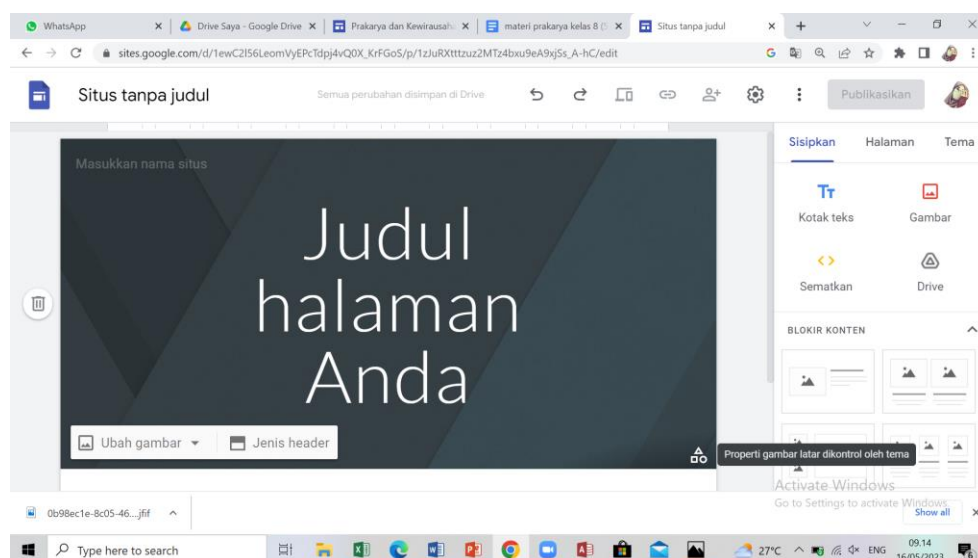 WhatsApp
Drive Saya - Google Drive
Prakarya dan Kewirausah
materi prakarya kelas 8 (
Situs tanpa judul
sites.google.com/d/1ewC2I56LeomVyEPcTdpj4vQ0X_KrFGoS/p/1zJuRXtttzuz2MTz4bxu9eA9xjSs_A-hC/edit
Situs tanpa judul
Semua perubahan disimpan di Drive
Publikasikan
Sisipkan Halaman Tema
Masukkan nama situs
Judul
halaman
Anda
Ubah gambar
Jenis header
Tт
Kotak teks
Gambar
Sematkan
Drive
BLOKIR KONTEN
Properti gambar latar dikontrol oleh tema
Activate Windows
Go to Settings to activate Windows.
0b98ec1e-8c05-46....jfif
Show all
Type here to search
27°C
ENG
09.14
16/05/2023